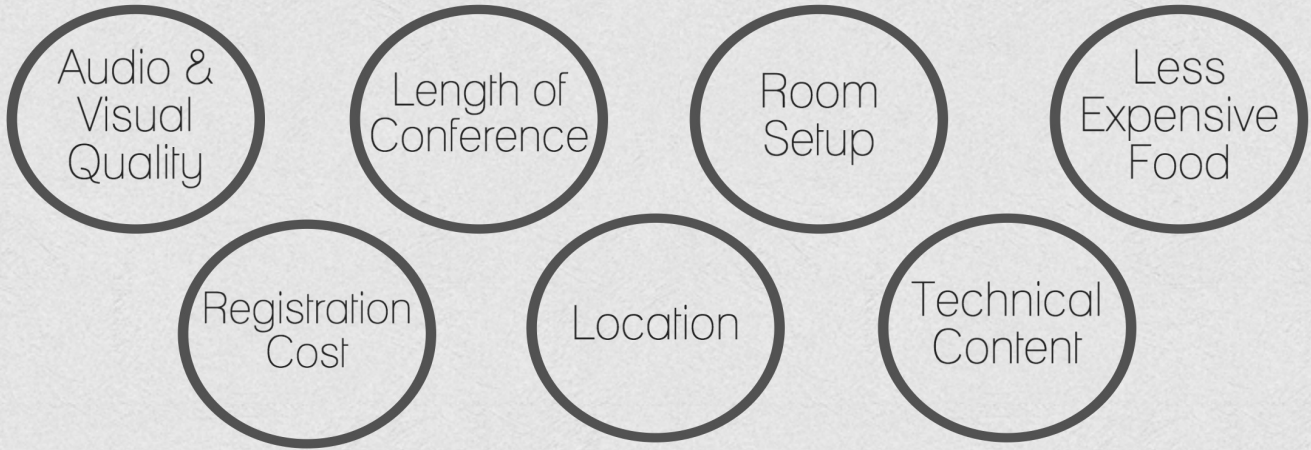 Audio &
Visual
Quality
Length of
Conference
Room
Setup
Less
Expensive
Food
Registration
Cost
Location
Technical
Content